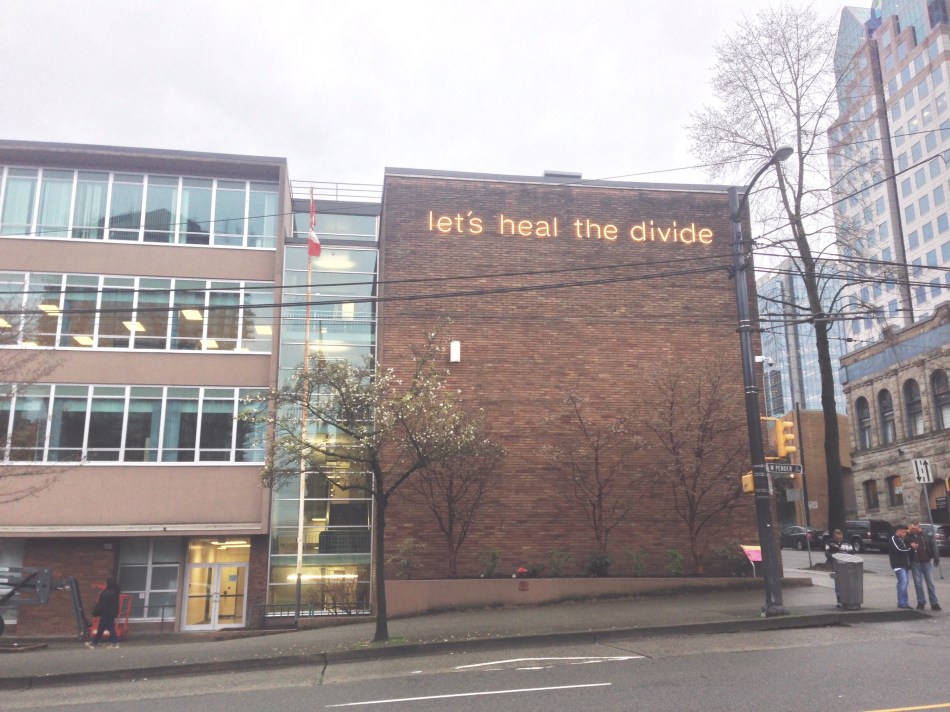 let's heal the divide
W PENDER